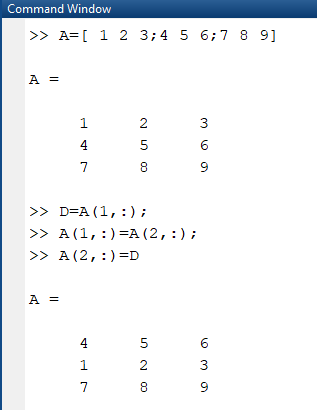 Command Window
>> A=[ 1 2 3;4 5 6;7 8 9]
A =
1 2 3
4 5 6
7 8 9
>> D=A(1,:);
>> A(1,:)=A(2,:);
>> A(2,:)=D
A =
4 5 6
1 2 3
7 8 9